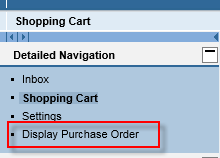 Shopping Cart
Detailed Navigation
Inbox
Shopping Cart
Settings
Display Purchase Order